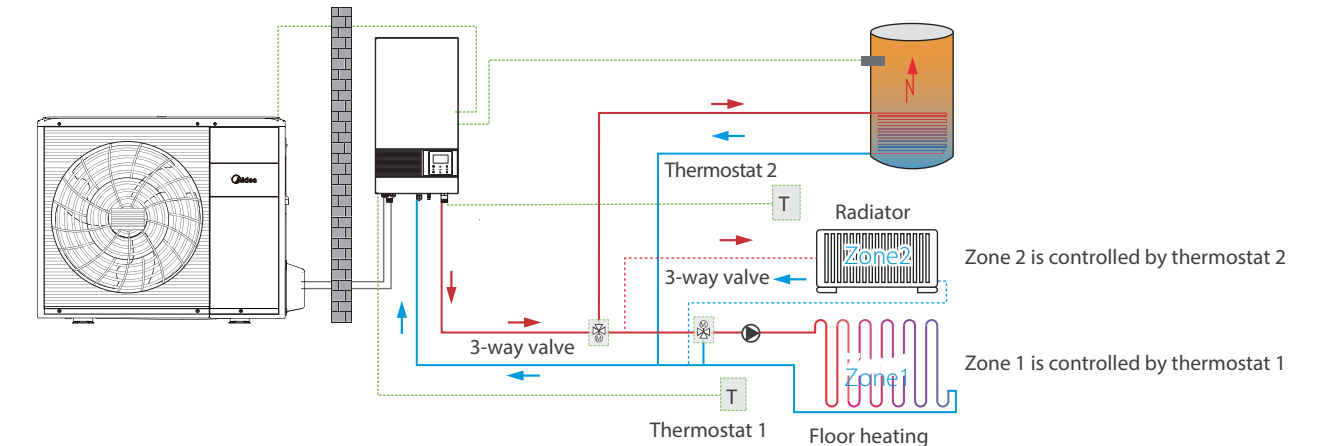 Midea
Thermostat 2
T
Radiator
Zone2
Zone 2 is controlled by thermostat 2
3-way valve
M
M
3-way valve
Zone1
Zone 1 is controlled by thermostat 1
T
Thermostat 1
Floor heating